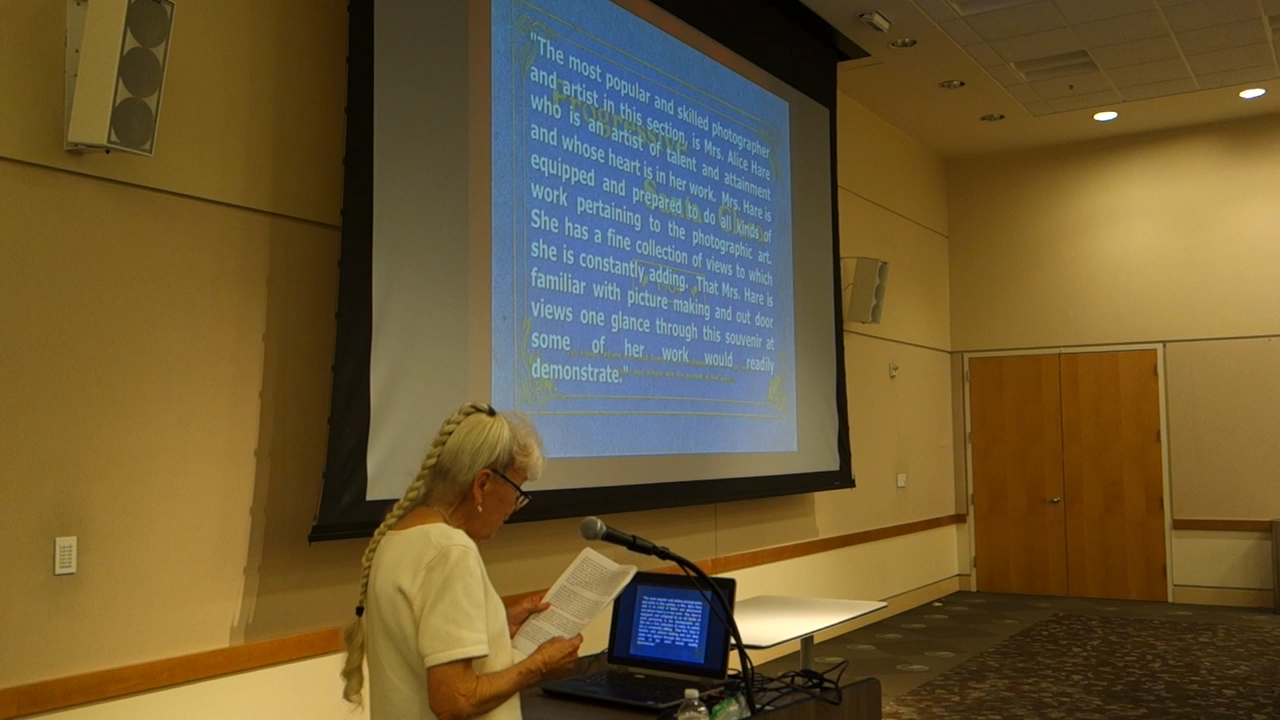 "The most popular and skilled photographer
and artist in this section, is Mrs. Alice Hare
who is an artist of talent and attainment
and whose heart is in her work. Mrs. Hare is
equipped and prepared to do all kinds of
work pertaining to the photographic art.
She has a fine collection of views to which
she is constantly adding. That Mrs. Hare is
familiar with picture making and out door
views one glance through this souvenir at
some of her work would readily
demonstrate."
Progressive
Santa Clara